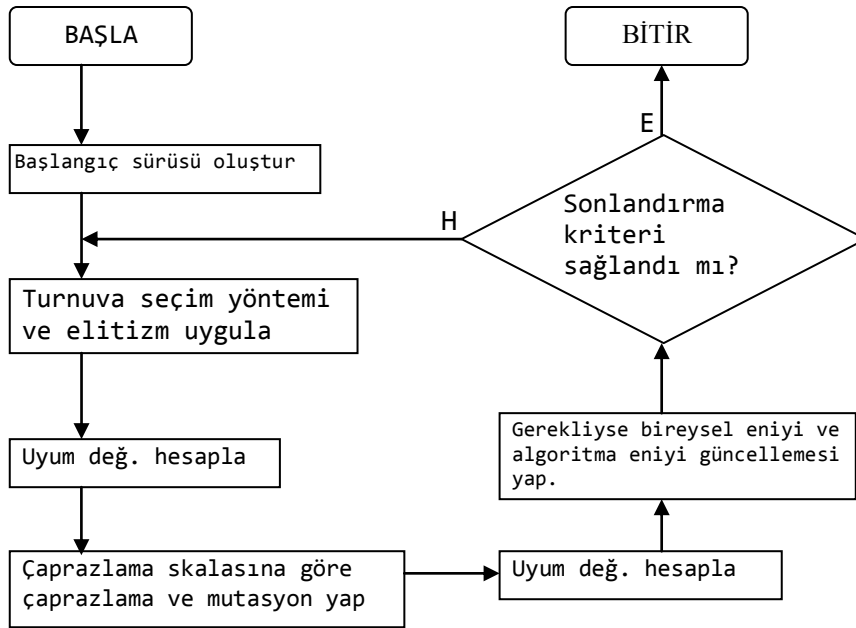 BAŞLA
Başlangıç sürüsü oluştur
Turnuva seçim yöntemi
ve elitizm uygula
Uyum değ. hesapla
Çaprazlama skalasına göre
çaprazlama ve mutasyon yap
Uyum değ. hesapla
Gerekliyse bireysel eniyi ve
algoritma eniyi güncellemesi
yap.
Sonlandırma
kriteri
sağlandı mı?
H
E
BİTİR